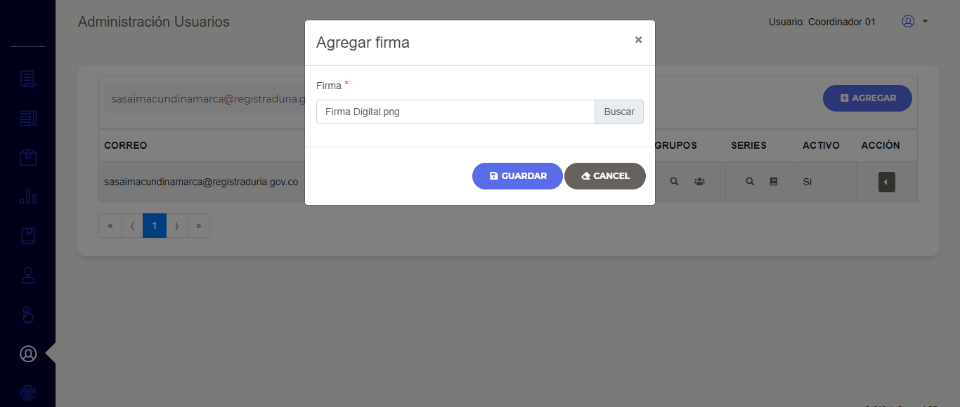 Administración Usuarios
Usuario: Coordinador 01
Agregar firma
×
Firma *
Firma Digital.png
Buscar
GUARDAR
CANCEL
sasaimacundinamarca@registraduria.g
AGREGAR
CORREO
GRUPOS
SERIES
ACTIVO
ACCIÓN
sasaimacundinamarca@registraduria.gov.co
Si
« ⟨ 1 ⟩ »